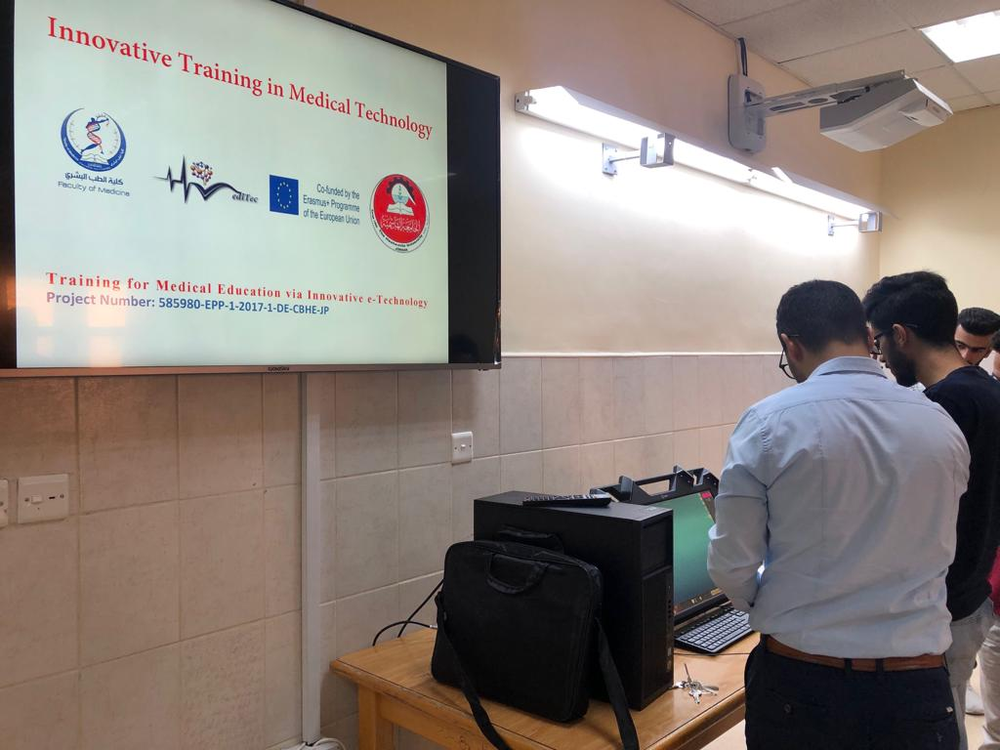 Innovative Training in Medical Technology
كلية الطب البشري
Faculty of Medicine
ediTec
Co-funded by the
Erasmus+ Programme
of the European Union
الجامعة الهاشمية
Training for Medical Education via Innovative e-Technology
Project Number: 585980-EPP-1-2017-1-DE-CBHE-JP